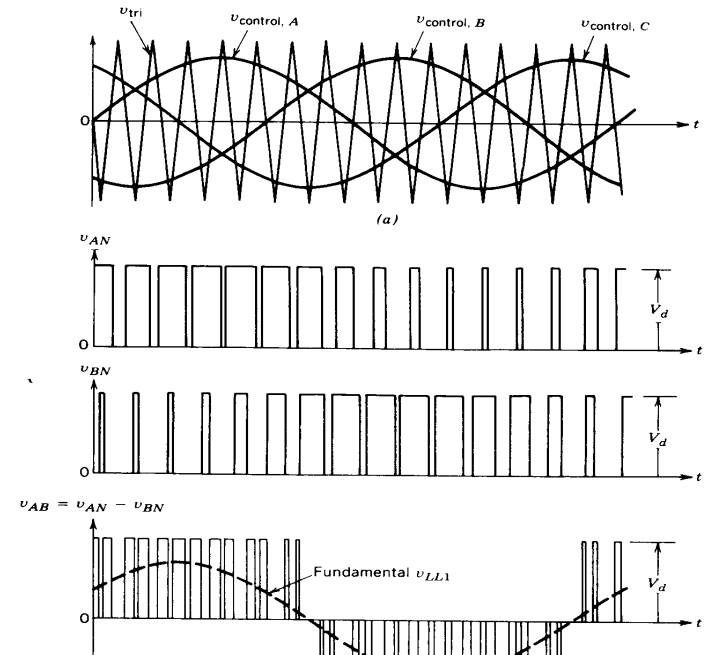 v_tri
v_control, A
v_control, B
v_control, C
0
t
(a)
v_AN
0
V_d
t
v_BN
0
V_d
t
v_AB = v_AN − v_BN
Fundamental v_LL1
V_d
0
t